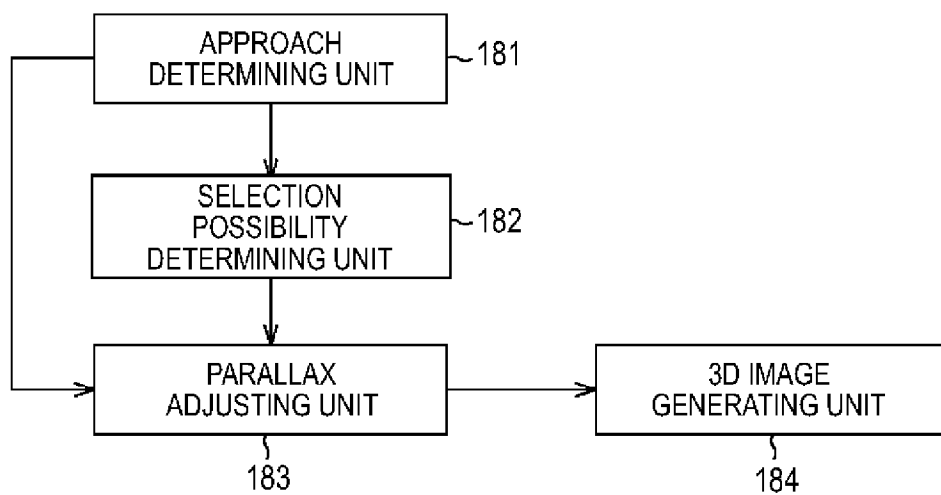 APPROACH
DETERMINING UNIT
181
SELECTION
POSSIBILITY
DETERMINING UNIT
182
PARALLAX
ADJUSTING UNIT
183
3D IMAGE
GENERATING UNIT
184